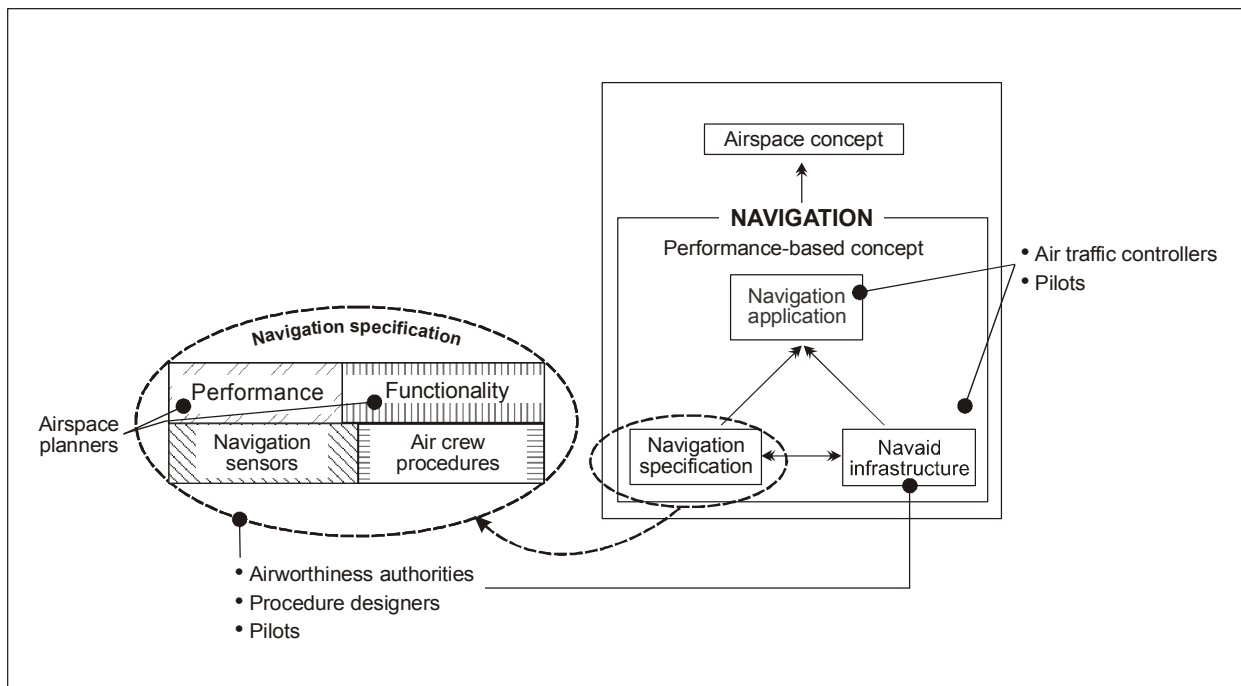 Airspace concept
NAVIGATION
Performance-based concept
• Air traffic controllers
• Pilots
Navigation
application
Navigation specification
Performance
Functionality
Airspace
planners
Navigation
sensors
Air crew
procedures
Navigation
specification
Navaid
infrastructure
• Airworthiness authorities
• Procedure designers
• Pilots